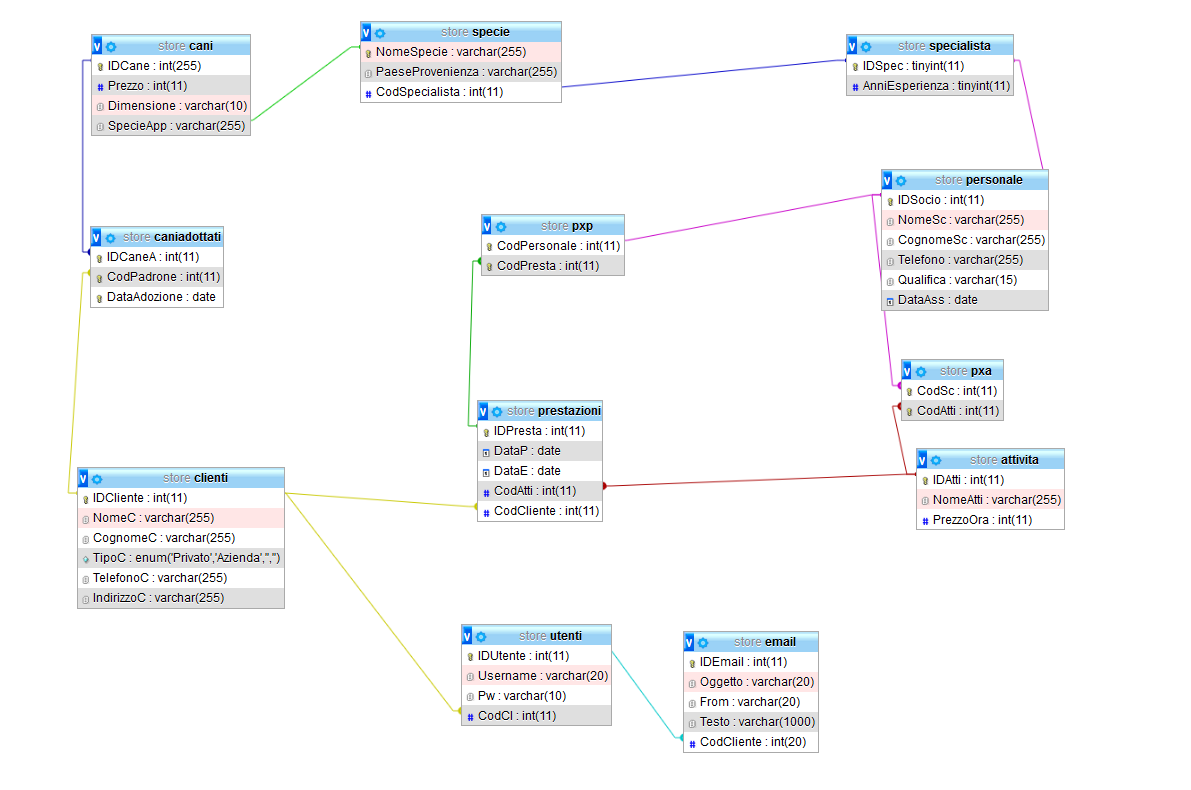 store cani
IDCane : int(255)
Prezzo : int(11)
Dimensione : varchar(10)
SpecieApp : varchar(255)
store specie
NomeSpecie : varchar(255)
PaeseProvenienza : varchar(255)
CodSpecialista : int(11)
store specialista
IDSpec : tinyint(11)
AnniEsperienza : tinyint(11)
store personale
IDSocio : int(11)
NomeSc : varchar(255)
CognomeSc : varchar(255)
Telefono : varchar(255)
Qualifica : varchar(15)
DataAss : date
store caniadottati
IDCaneA : int(11)
CodPadrone : int(11)
DataAdozione : date
store pxp
CodPersonale : int(11)
CodPresta : int(11)
store pxa
CodSc : int(11)
CodAtti : int(11)
store prestazioni
IDPresta : int(11)
DataP : date
DataE : date
CodAtti : int(11)
CodCliente : int(11)
store attivita
IDAtti : int(11)
NomeAtti : varchar(255)
PrezzoOra : int(11)
store clienti
IDCliente : int(11)
NomeC : varchar(255)
CognomeC : varchar(255)
TipoC : enum('Privato','Azienda','','')
TelefonoC : varchar(255)
IndirizzoC : varchar(255)
store utenti
IDUtente : int(11)
Username : varchar(20)
Pw : varchar(10)
CodCl : int(11)
store email
IDEmail : int(11)
Oggetto : varchar(20)
From : varchar(20)
Testo : varchar(1000)
CodCliente : int(20)